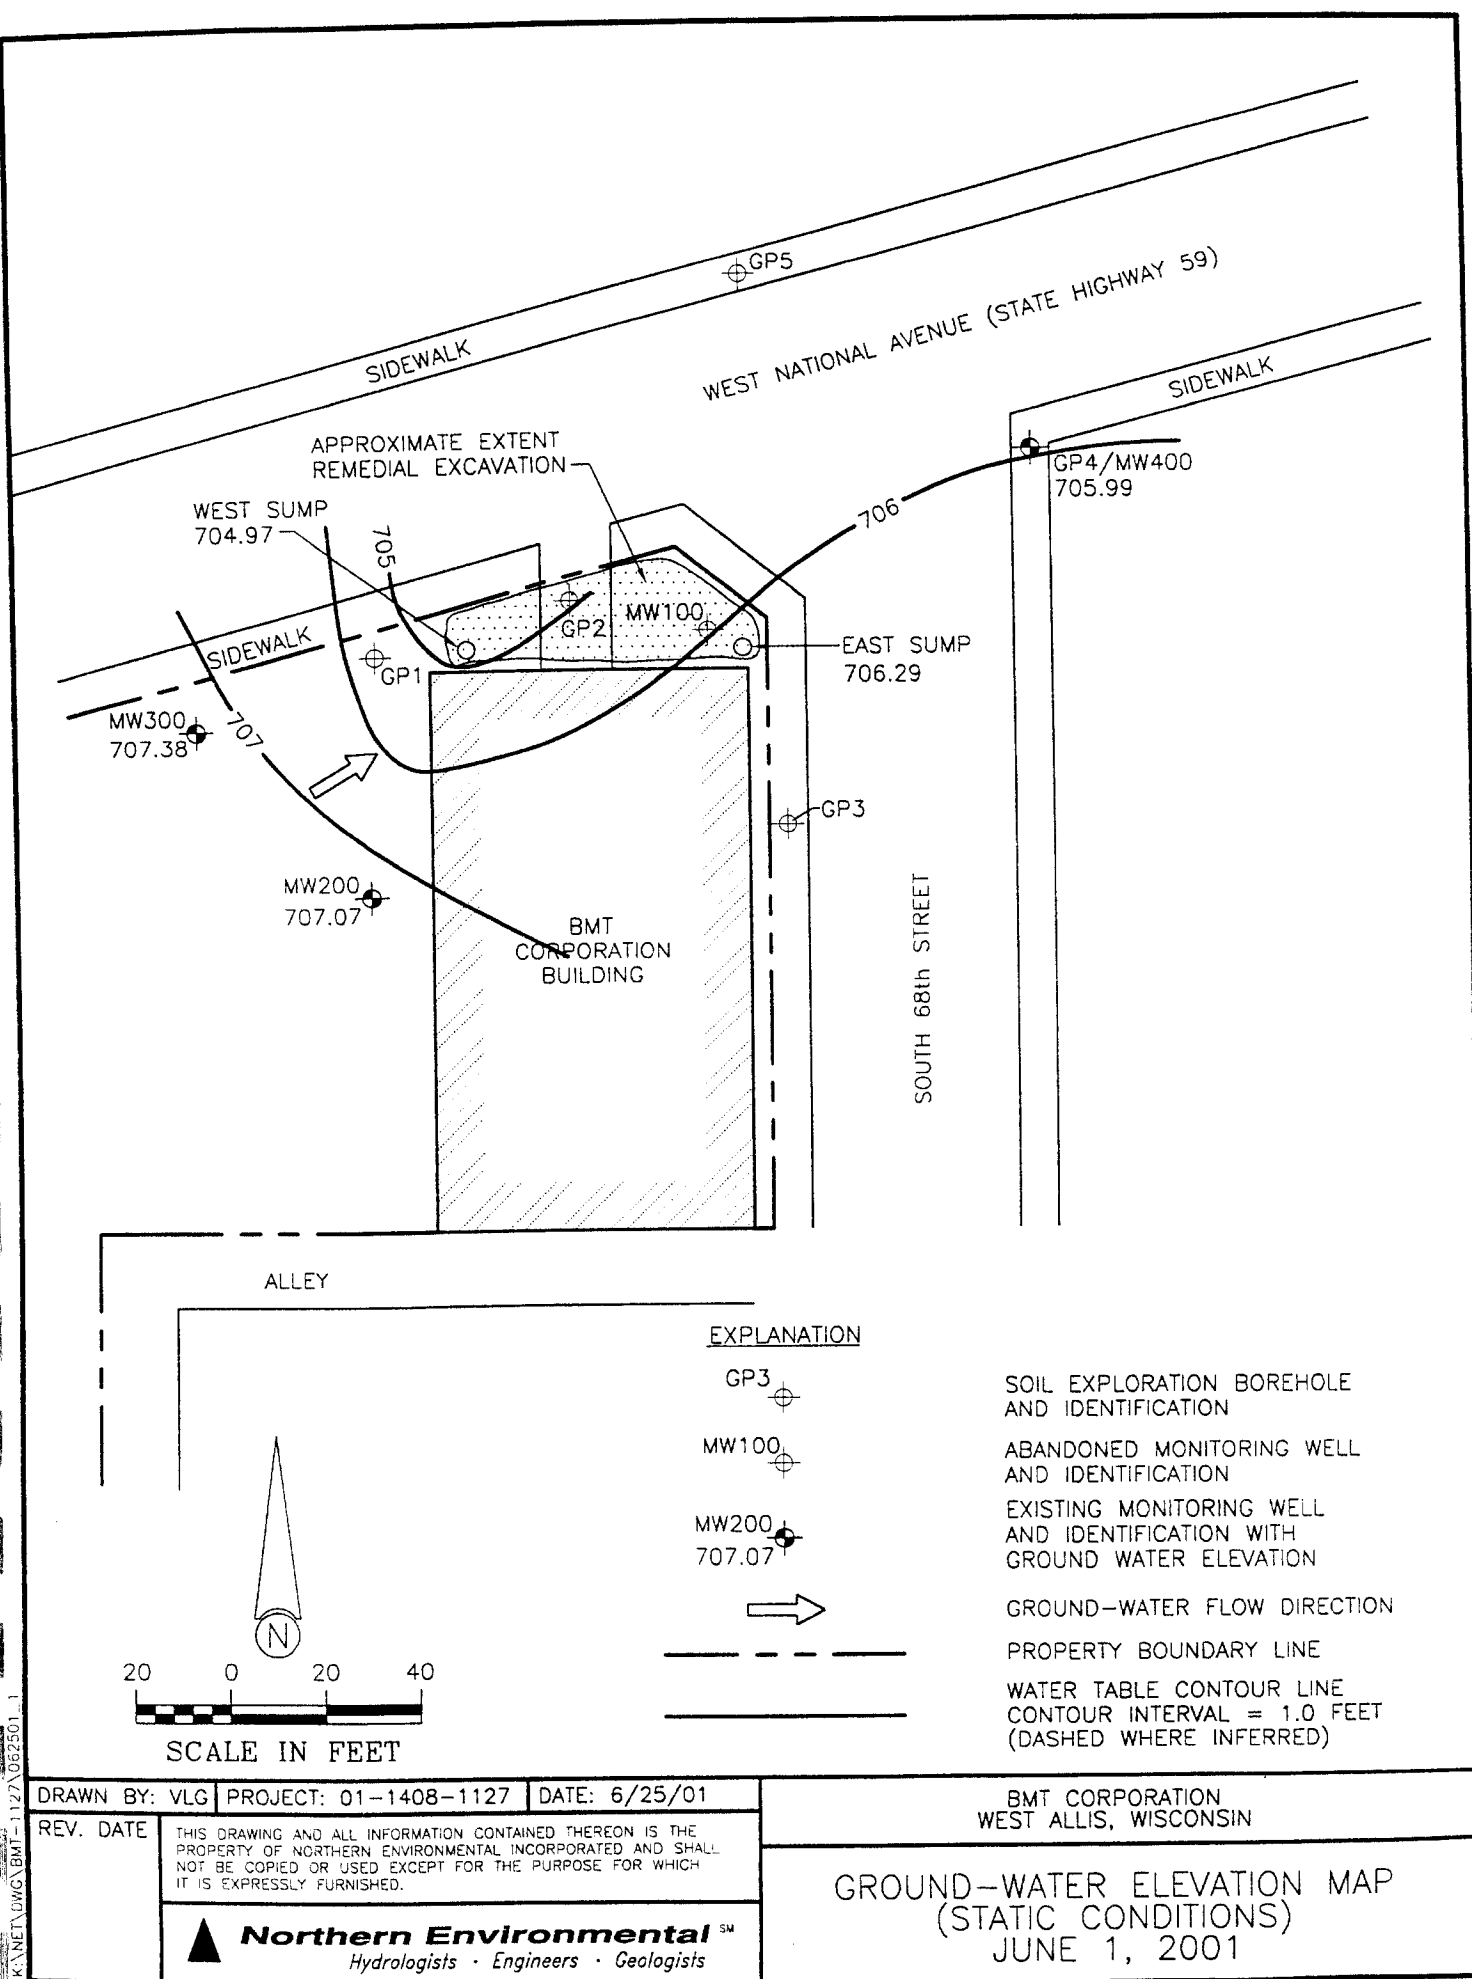 GP5
WEST NATIONAL AVENUE (STATE HIGHWAY 59)
SIDEWALK
SIDEWALK
APPROXIMATE EXTENT
REMEDIAL EXCAVATION
GP4/MW400
705.99
WEST SUMP
704.97
705
706
MW100
GP2
SIDEWALK
GP1
EAST SUMP
706.29
MW300
707.38
707
GP3
MW200
707.07
BMT
CORPORATION
BUILDING
SOUTH 68th STREET
ALLEY
EXPLANATION
GP3
SOIL EXPLORATION BOREHOLE
AND IDENTIFICATION
MW100
ABANDONED MONITORING WELL
AND IDENTIFICATION
MW200
707.07
EXISTING MONITORING WELL
AND IDENTIFICATION WITH
GROUND WATER ELEVATION
GROUND-WATER FLOW DIRECTION
PROPERTY BOUNDARY LINE
WATER TABLE CONTOUR LINE
CONTOUR INTERVAL = 1.0 FEET
(DASHED WHERE INFERRED)
N
20 0 20 40
SCALE IN FEET
K:\NET\DWG\BMT-1127\062501_1
DRAWN BY: VLG PROJECT: 01-1408-1127 DATE: 6/25/01
REV. DATE
THIS DRAWING AND ALL INFORMATION CONTAINED THEREON IS THE
PROPERTY OF NORTHERN ENVIRONMENTAL INCORPORATED AND SHALL
NOT BE COPIED OR USED EXCEPT FOR THE PURPOSE FOR WHICH
IT IS EXPRESSLY FURNISHED.
Northern Environmental SM
Hydrologists · Engineers · Geologists
BMT CORPORATION
WEST ALLIS, WISCONSIN
GROUND-WATER ELEVATION MAP
(STATIC CONDITIONS)
JUNE 1, 2001